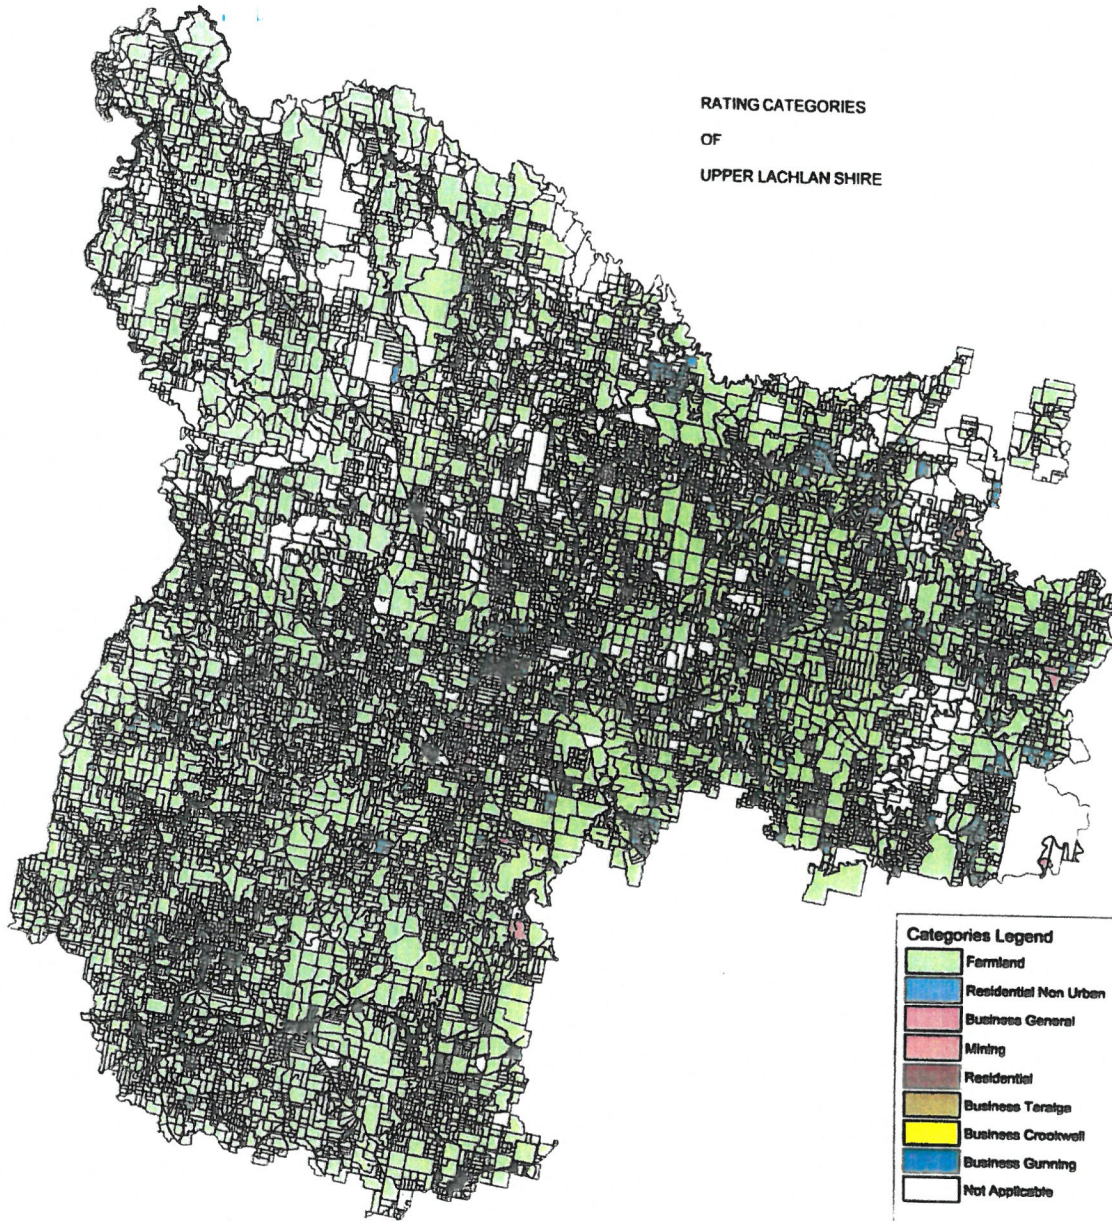 RATING CATEGORIES
OF
UPPER LACHLAN SHIRE
Categories Legend
Farmland
Residential Non Urban
Business General
Mining
Residential
Business Taralga
Business Crookwell
Business Gunning
Not Applicable